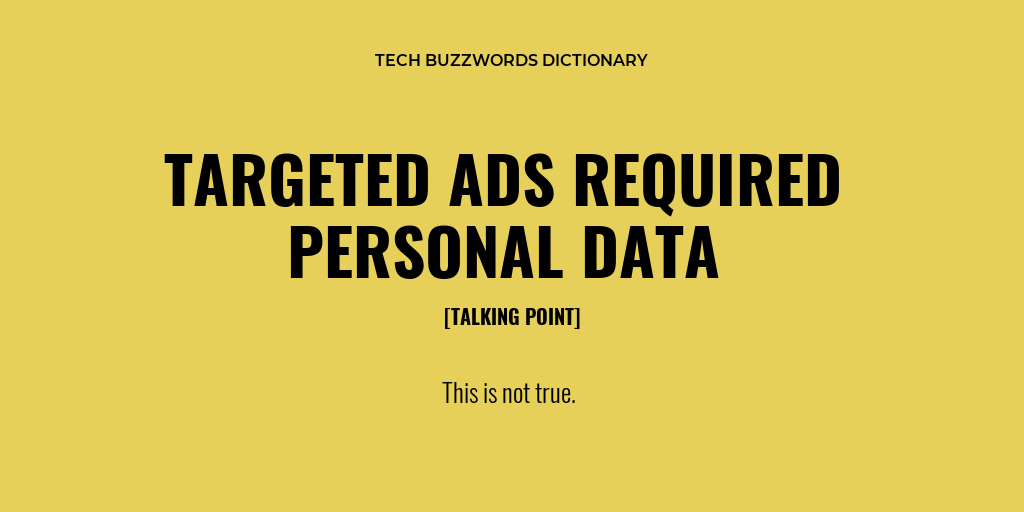 TECH BUZZWORDS DICTIONARY
TARGETED ADS REQUIRED
PERSONAL DATA
[TALKING POINT]
This is not true.